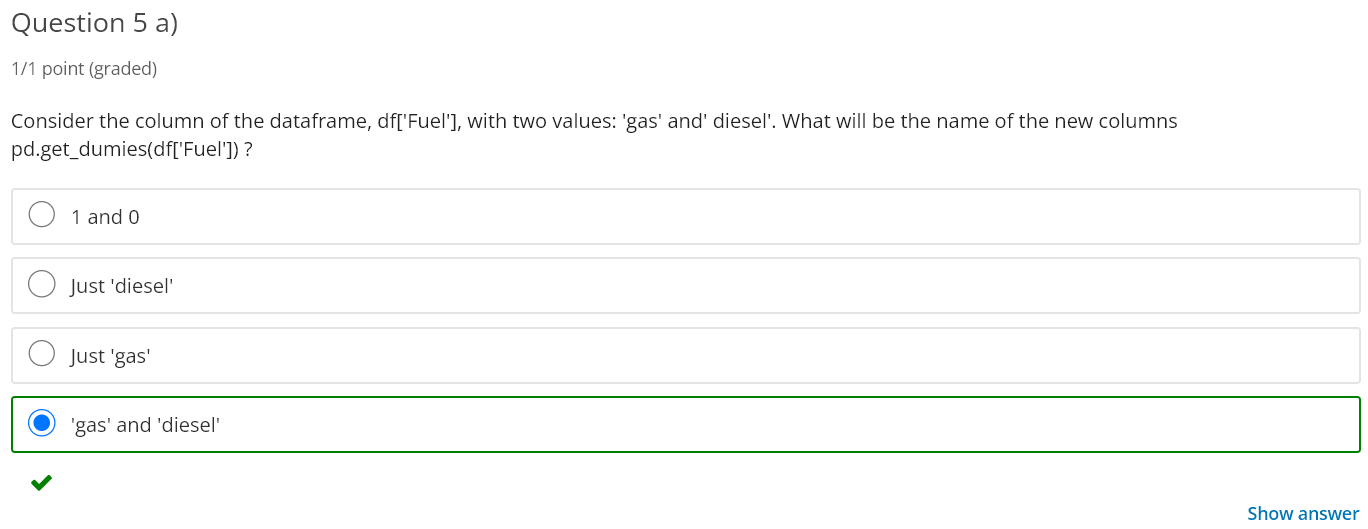 Question 5 a)
1/1 point (graded)
Consider the column of the dataframe, df['Fuel'], with two values: 'gas' and' diesel'. What will be the name of the new columns
pd.get_dumies(df['Fuel']) ?
1 and 0
Just 'diesel'
Just 'gas'
'gas' and 'diesel'
Show answer